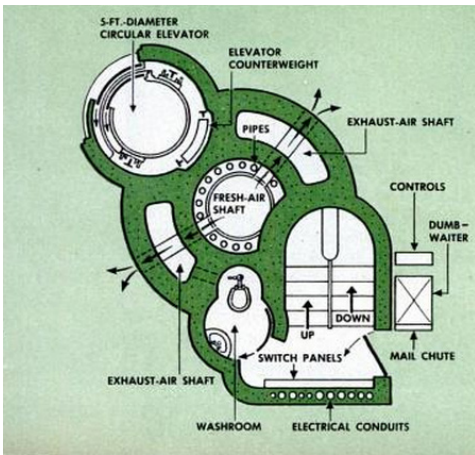 5-FT.-DIAMETER
CIRCULAR ELEVATOR
ELEVATOR
COUNTERWEIGHT
PIPES
EXHAUST-AIR SHAFT
FRESH-AIR
SHAFT
CONTROLS
DUMB-
WAITER
UP
DOWN
MAIL CHUTE
SWITCH PANELS
EXHAUST-AIR SHAFT
WASHROOM
ELECTRICAL CONDUITS